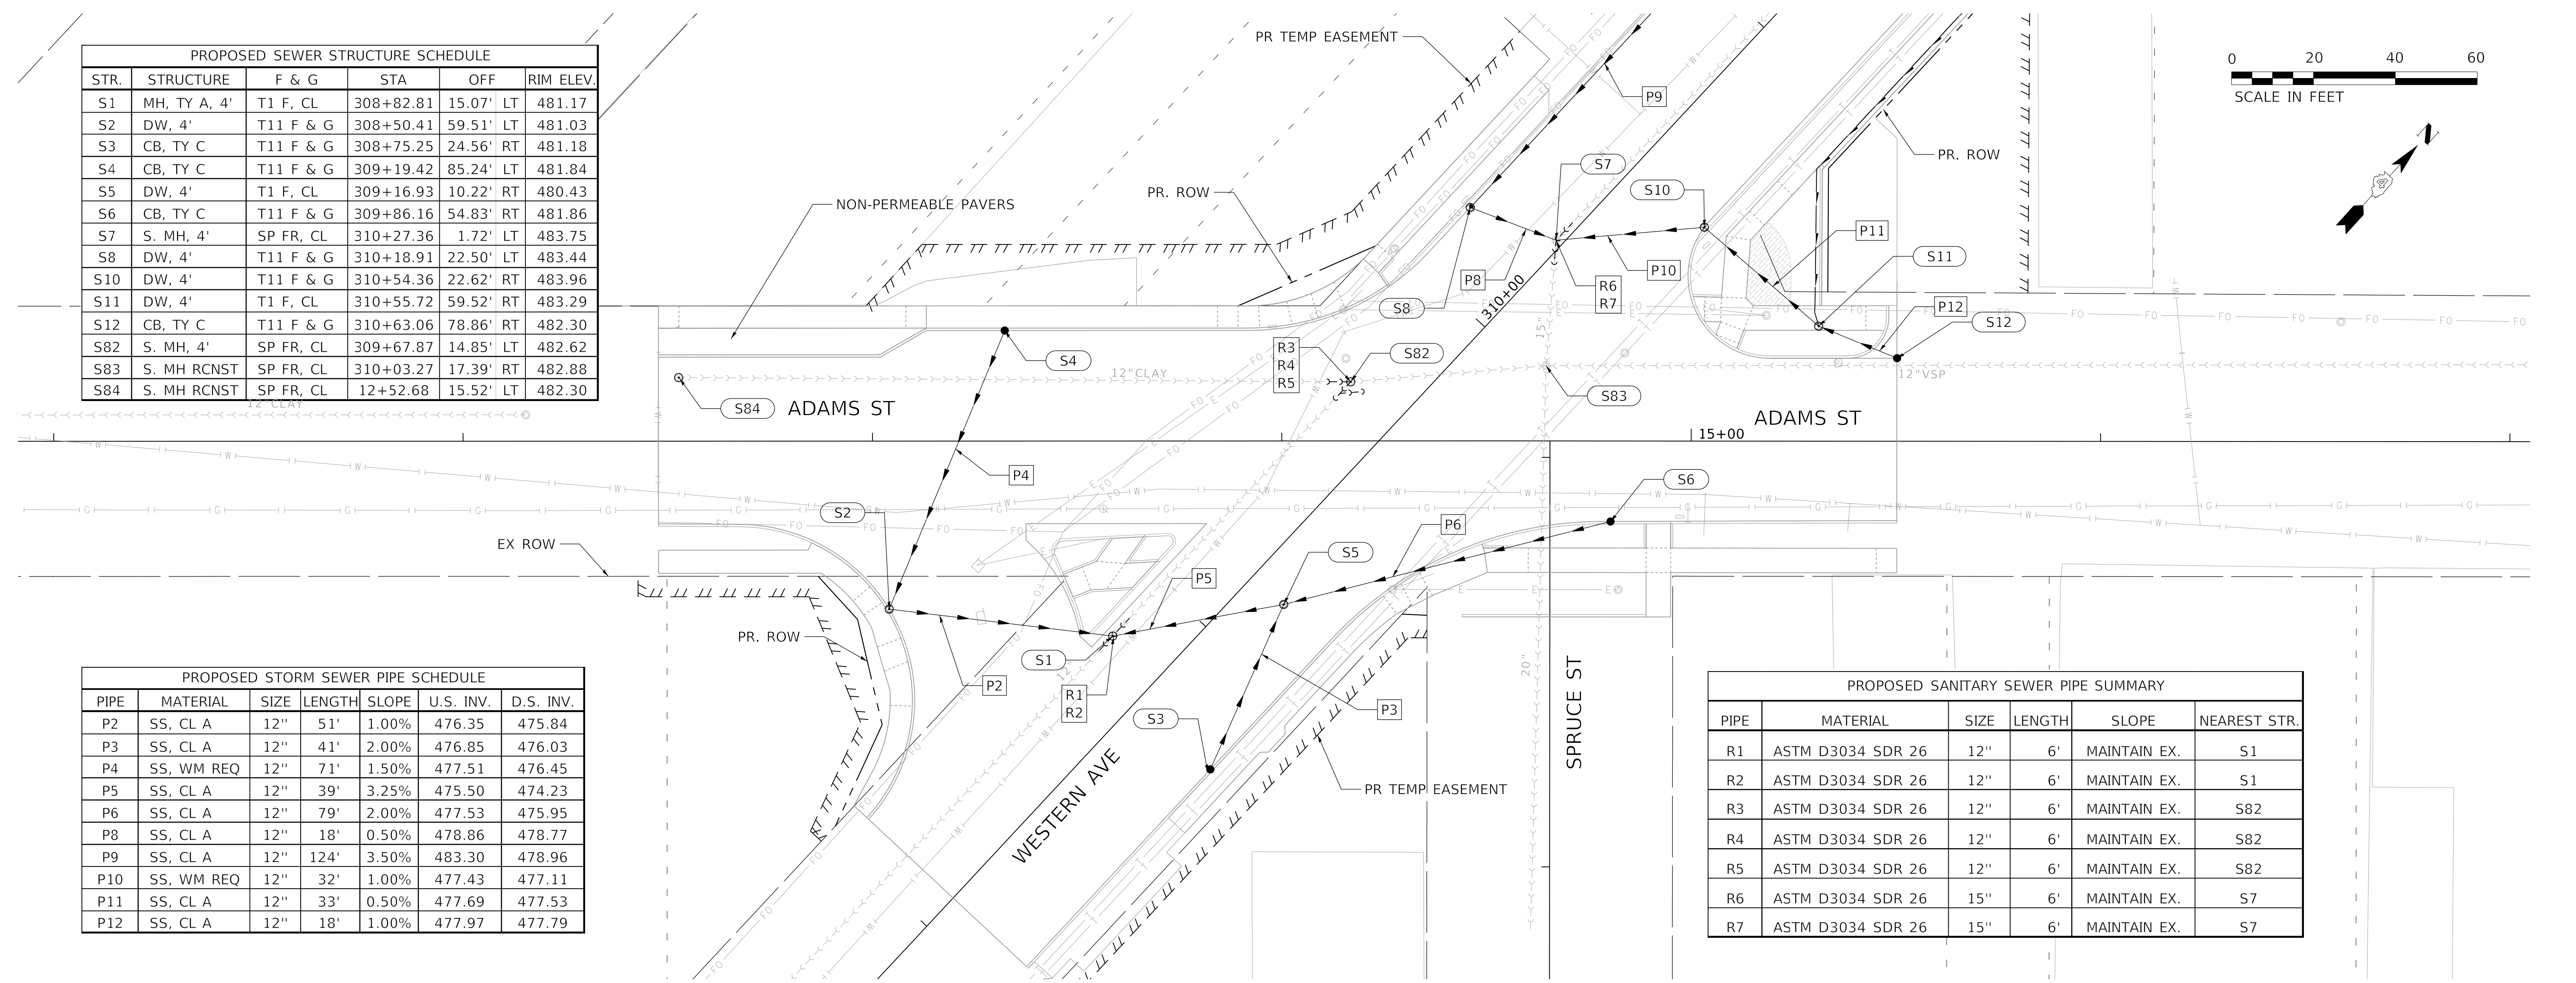 PROPOSED SEWER STRUCTURE SCHEDULE
STR. STRUCTURE F & G STA OFF RIM ELEV.
S1 MH, TY A, 4' T1 F, CL 308+82.81 15.07' LT 481.17
S2 DW, 4' T11 F & G 308+50.41 59.51' LT 481.03
S3 CB, TY C T11 F & G 308+75.25 24.56' RT 481.18
S4 CB, TY C T11 F & G 309+19.42 85.24' LT 481.84
S5 DW, 4' T1 F, CL 309+16.93 10.22' RT 480.43
S6 CB, TY C T11 F & G 309+86.16 54.83' RT 481.86
S7 S. MH, 4' SP FR, CL 310+27.36 1.72' LT 483.75
S8 DW, 4' T11 F & G 310+18.91 22.50' LT 483.44
S10 DW, 4' T11 F & G 310+54.36 22.62' RT 483.96
S11 DW, 4' T1 F, CL 310+55.72 59.52' RT 483.29
S12 CB, TY C T11 F & G 310+63.06 78.86' RT 482.30
S82 S. MH, 4' SP FR, CL 309+67.87 14.85' LT 482.62
S83 S. MH RCNST SP FR, CL 310+03.27 17.39' RT 482.88
S84 S. MH RCNST SP FR, CL 12+52.68 15.52' LT 482.30
PR TEMP EASEMENT
P9
0 20 40 60
SCALE IN FEET
N
PR. ROW
S7
S10
PR. ROW
NON-PERMEABLE PAVERS
P11
S11
P8
R6
R7
P10
S8
310+00
P12
S12
S4
R3
R4
R5
S82
15"
12"CLAY
12"CLAY
12"VSP
S84
ADAMS ST
S83
ADAMS ST
15+00
P4
S6
S2
P6
EX ROW
S5
P5
PR. ROW
S1
12"
P2
R1
R2
20"
S3
P3
WESTERN AVE
SPRUCE ST
PR TEMP EASEMENT
PROPOSED STORM SEWER PIPE SCHEDULE
PIPE MATERIAL SIZE LENGTH SLOPE U.S. INV. D.S. INV.
P2 SS, CL A 12'' 51' 1.00% 476.35 475.84
P3 SS, CL A 12'' 41' 2.00% 476.85 476.03
P4 SS, WM REQ 12'' 71' 1.50% 477.51 476.45
P5 SS, CL A 12'' 39' 3.25% 475.50 474.23
P6 SS, CL A 12'' 79' 2.00% 477.53 475.95
P8 SS, CL A 12'' 18' 0.50% 478.86 478.77
P9 SS, CL A 12'' 124' 3.50% 483.30 478.96
P10 SS, WM REQ 12'' 32' 1.00% 477.43 477.11
P11 SS, CL A 12'' 33' 0.50% 477.69 477.53
P12 SS, CL A 12'' 18' 1.00% 477.97 477.79
PROPOSED SANITARY SEWER PIPE SUMMARY
PIPE MATERIAL SIZE LENGTH SLOPE NEAREST STR.
R1 ASTM D3034 SDR 26 12'' 6' MAINTAIN EX. S1
R2 ASTM D3034 SDR 26 12'' 6' MAINTAIN EX. S1
R3 ASTM D3034 SDR 26 12'' 6' MAINTAIN EX. S82
R4 ASTM D3034 SDR 26 12'' 6' MAINTAIN EX. S82
R5 ASTM D3034 SDR 26 12'' 6' MAINTAIN EX. S82
R6 ASTM D3034 SDR 26 15'' 6' MAINTAIN EX. S7
R7 ASTM D3034 SDR 26 15'' 6' MAINTAIN EX. S7